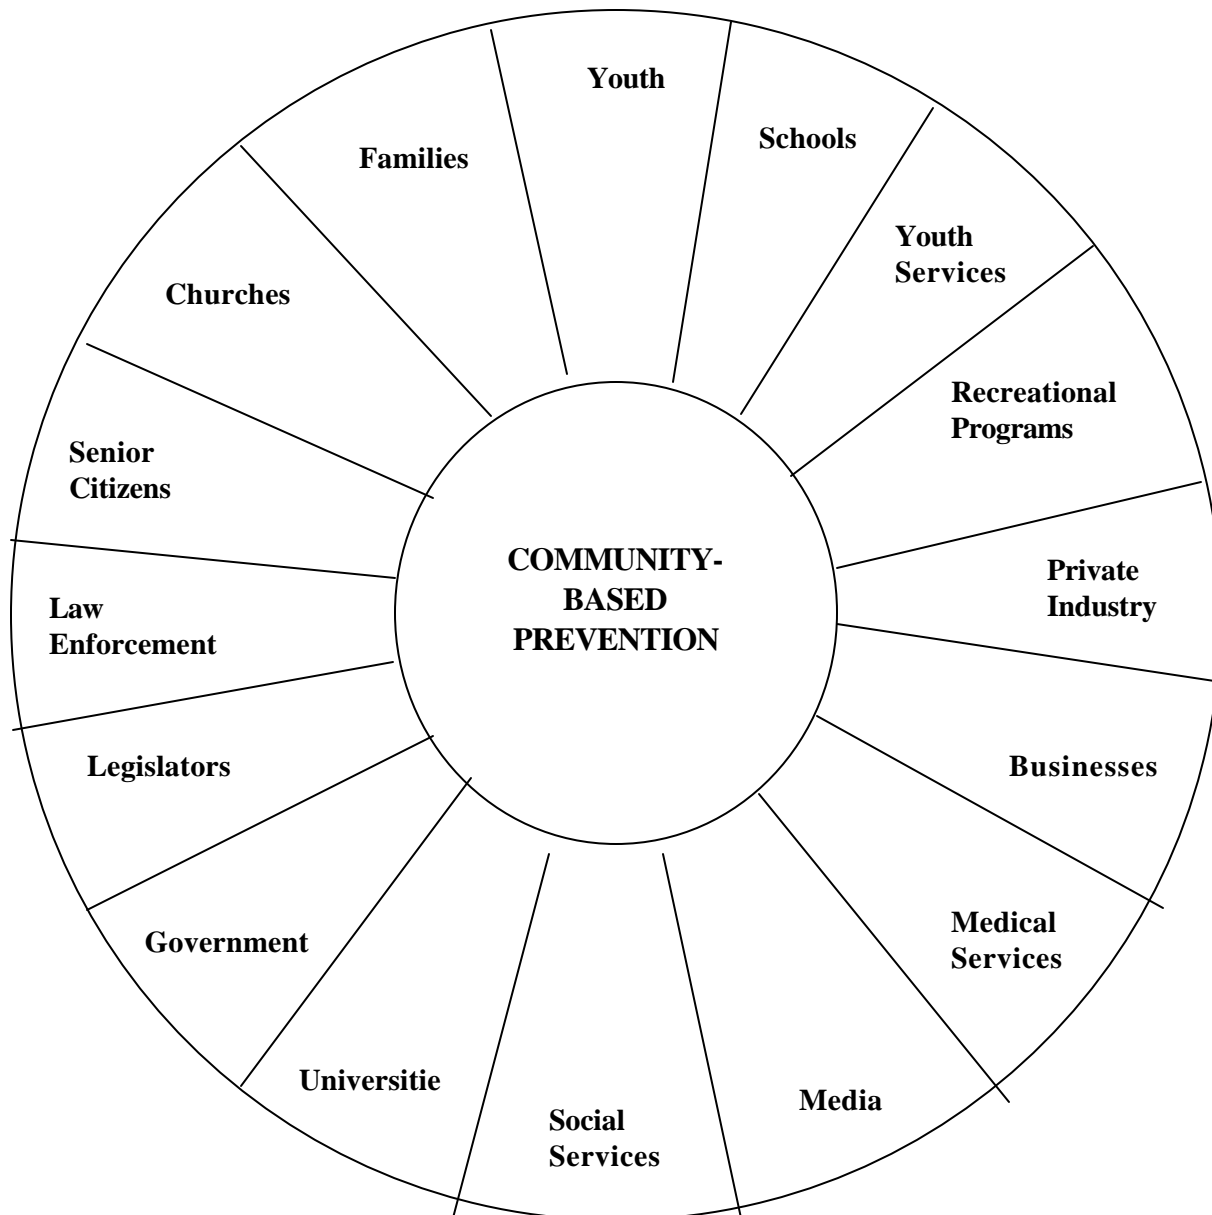 Youth
Schools
Youth
Services
Recreational
Programs
Private
Industry
Businesses
Medical
Services
Media
Social
Services
Universitie
Government
Legislators
Law
Enforcement
Senior
Citizens
Churches
Families
COMMUNITY-
BASED
PREVENTION